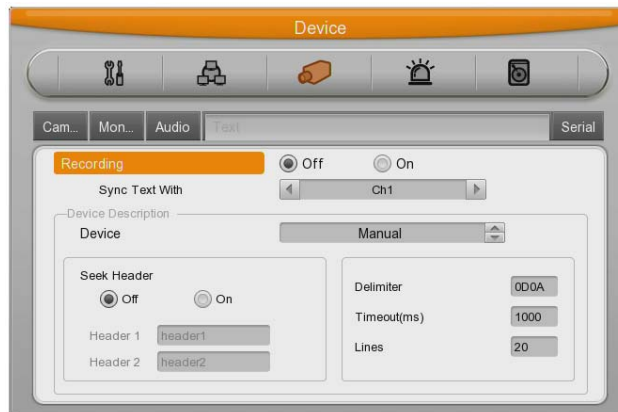 Device
Cam... Mon... Audio Text Serial
Recording Off On
Sync Text With Ch1
Device Description
Device Manual
Seek Header
Off On
Header 1 header1
Header 2 header2
Delimiter 0D0A
Timeout(ms) 1000
Lines 20